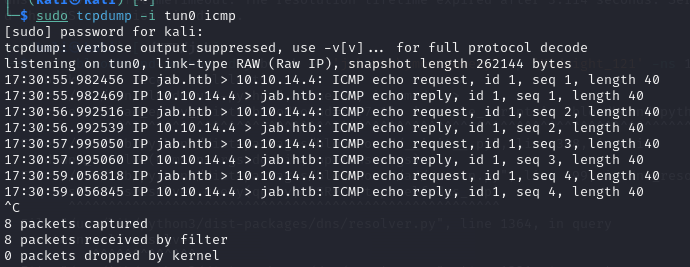 (kali㉿kali)-[~]
$ sudo tcpdump -i tun0 icmp
[sudo] password for kali:
tcpdump: verbose output suppressed, use -v[v]... for full protocol decode
listening on tun0, link-type RAW (Raw IP), snapshot length 262144 bytes
17:30:55.982456 IP jab.htb > 10.10.14.4: ICMP echo request, id 1, seq 1, length 40
17:30:55.982469 IP 10.10.14.4 > jab.htb: ICMP echo reply, id 1, seq 1, length 40
17:30:56.992516 IP jab.htb > 10.10.14.4: ICMP echo request, id 1, seq 2, length 40
17:30:56.992539 IP 10.10.14.4 > jab.htb: ICMP echo reply, id 1, seq 2, length 40
17:30:57.995050 IP jab.htb > 10.10.14.4: ICMP echo request, id 1, seq 3, length 40
17:30:57.995060 IP 10.10.14.4 > jab.htb: ICMP echo reply, id 1, seq 3, length 40
17:30:59.056818 IP jab.htb > 10.10.14.4: ICMP echo request, id 1, seq 4, length 40
17:30:59.056845 IP 10.10.14.4 > jab.htb: ICMP echo reply, id 1, seq 4, length 40
^C
8 packets captured
8 packets received by filter
0 packets dropped by kernel